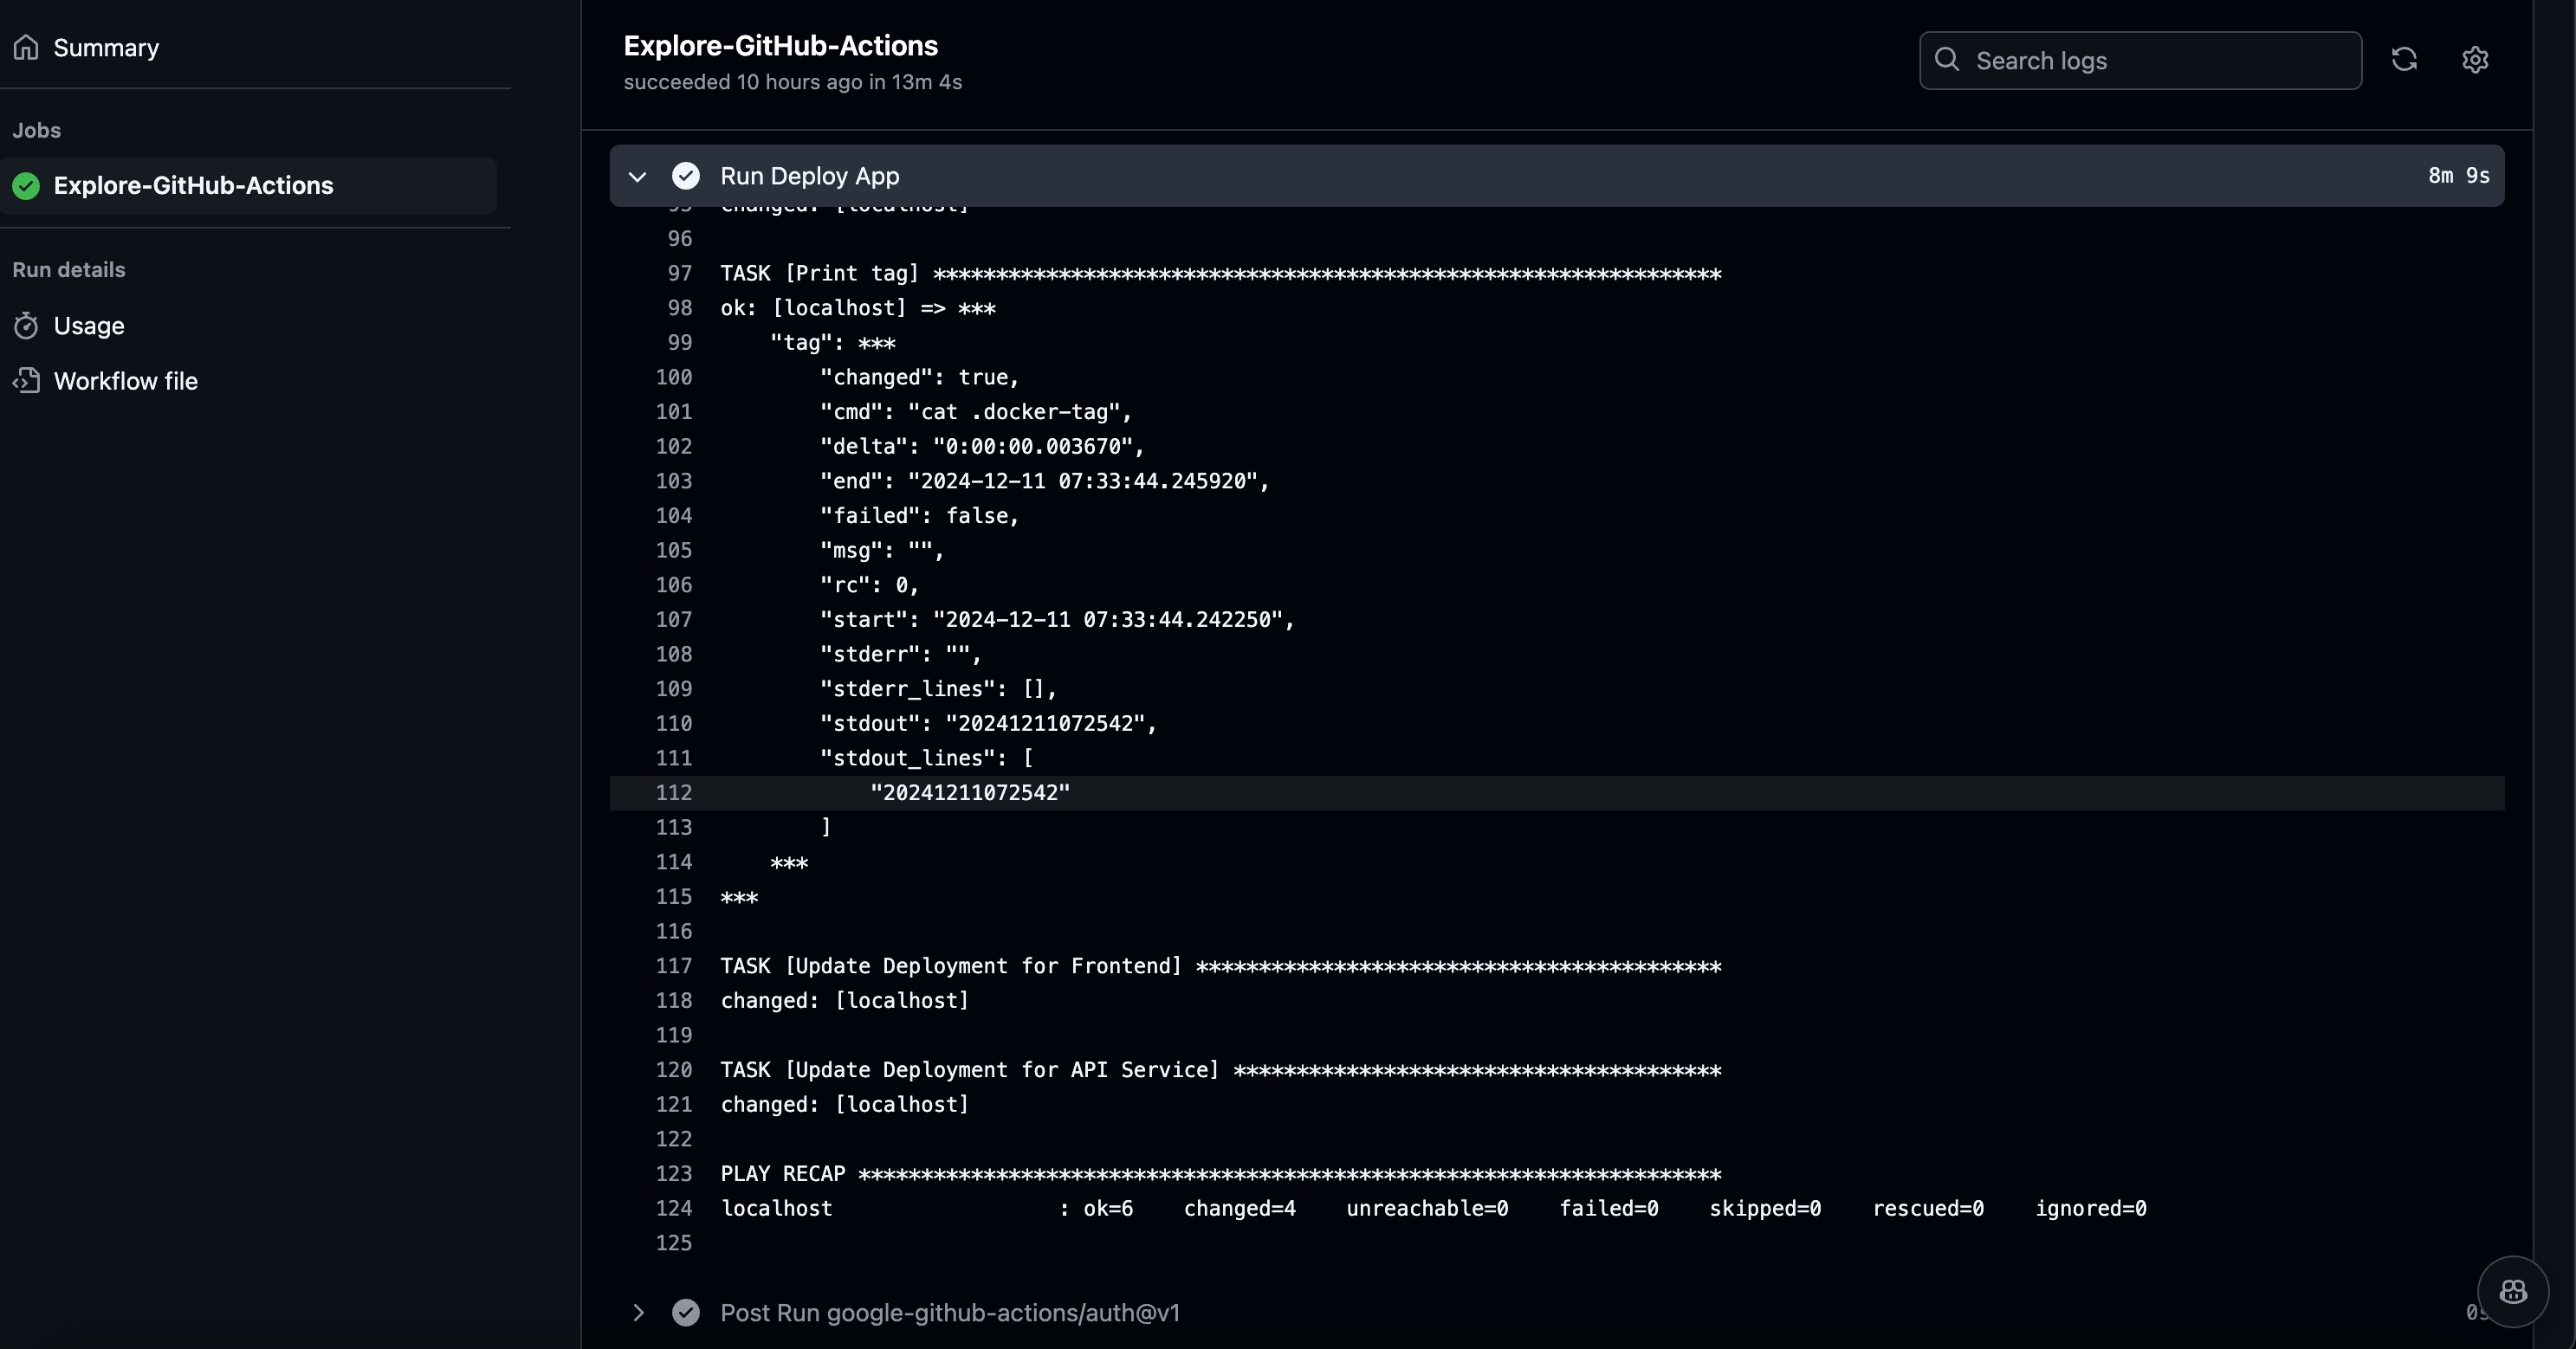 Summary
Jobs
Explore-GitHub-Actions
Run details
Usage
Workflow file
Explore-GitHub-Actions
succeeded 10 hours ago in 13m 4s
Search logs
Run Deploy App 8m 9s
95 changed: [localhost]
96
97 TASK [Print tag] ***************************************************************
98 ok: [localhost] => ***
99 "tag": ***
100 "changed": true,
101 "cmd": "cat .docker-tag",
102 "delta": "0:00:00.003670",
103 "end": "2024-12-11 07:33:44.245920",
104 "failed": false,
105 "msg": "",
106 "rc": 0,
107 "start": "2024-12-11 07:33:44.242250",
108 "stderr": "",
109 "stderr_lines": [],
110 "stdout": "20241211072542",
111 "stdout_lines": [
112 "20241211072542"
113 ]
114 ***
115 ***
116
117 TASK [Update Deployment for Frontend] ******************************************
118 changed: [localhost]
119
120 TASK [Update Deployment for API Service] ***************************************
121 changed: [localhost]
122
123 PLAY RECAP *********************************************************************
124 localhost : ok=6 changed=4 unreachable=0 failed=0 skipped=0 rescued=0 ignored=0
125
Post Run google-github-actions/auth@v1 0s